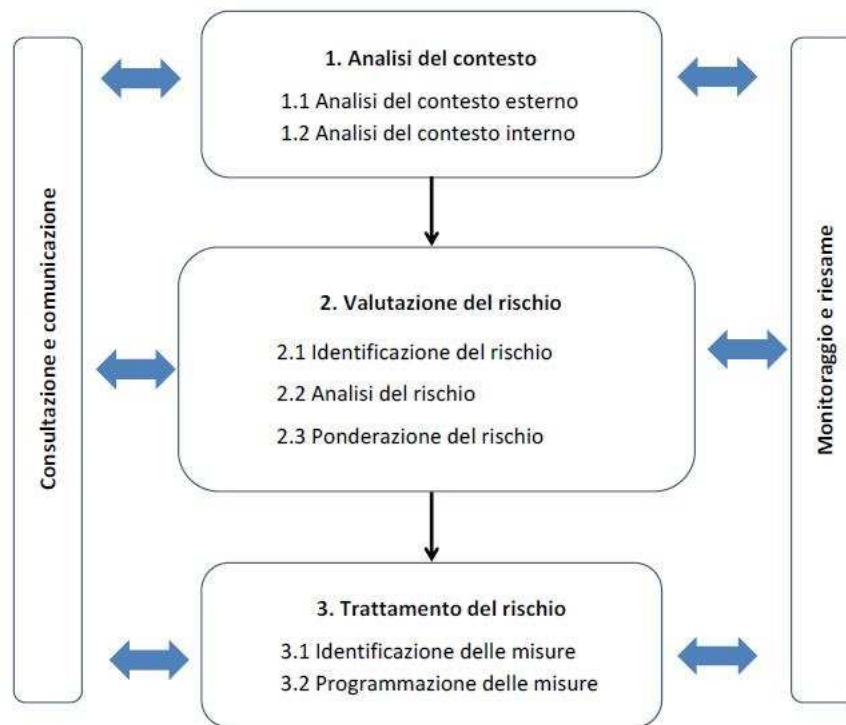 Consultazione e comunicazione
1. Analisi del contesto
1.1 Analisi del contesto esterno
1.2 Analisi del contesto interno
2. Valutazione del rischio
2.1 Identificazione del rischio
2.2 Analisi del rischio
2.3 Ponderazione del rischio
3. Trattamento del rischio
3.1 Identificazione delle misure
3.2 Programmazione delle misure
Monitoraggio e riesame